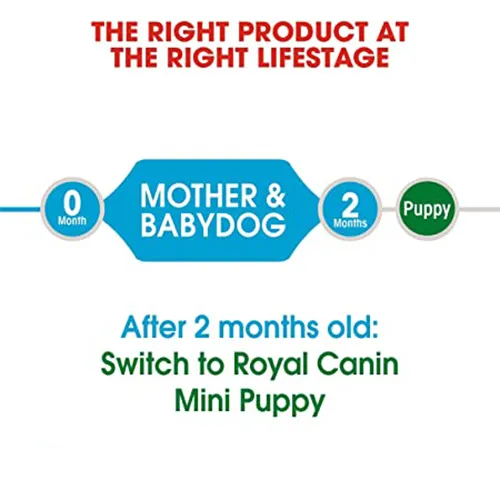 THE RIGHT PRODUCT AT
THE RIGHT LIFESTAGE
0
Month
MOTHER &
BABYDOG
2
Months
Puppy
After 2 months old:
Switch to Royal Canin
Mini Puppy